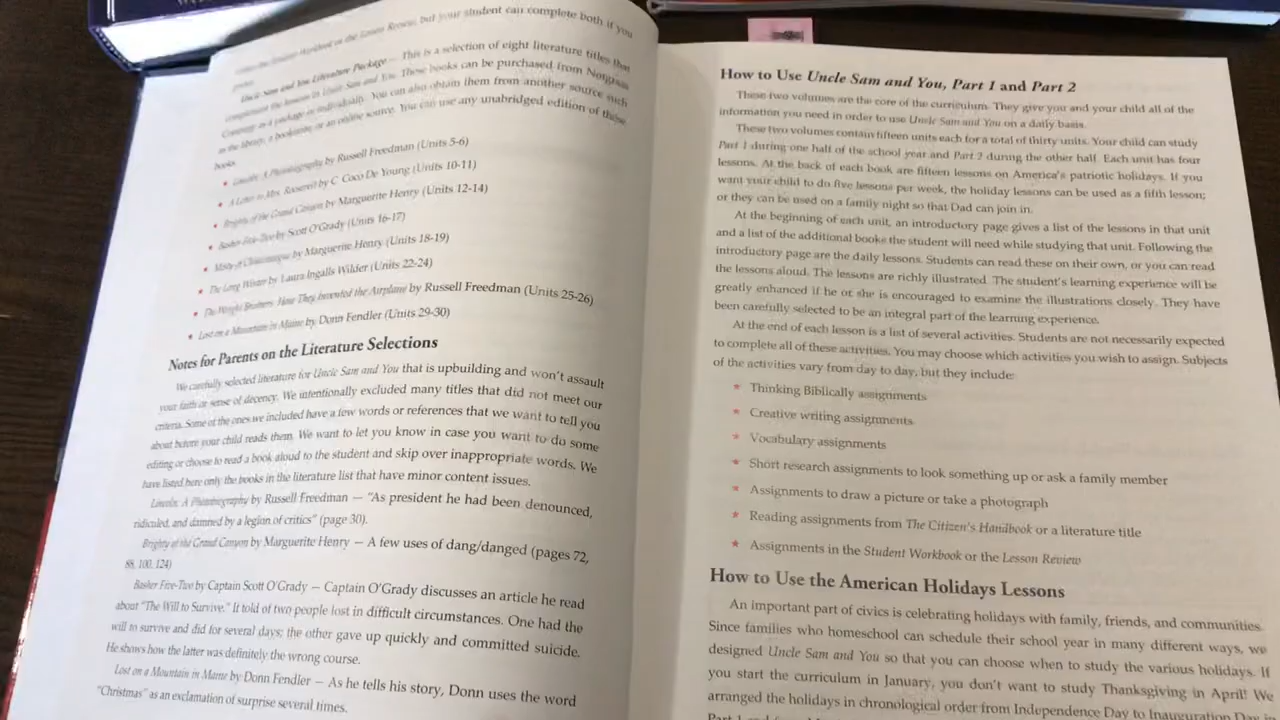 Using the Student Workbook or the Lesson Review, but your student can complete both if you
Uncle Sam and You Literature Package — This is a selection of eight literature titles that
complement the lessons in Uncle Sam and You. These books can be purchased from Notgrass
Company as a package or individually. You can also obtain them from another source such
as the library, a bookstore, or an online source. You can use any unabridged edition of these
books.
★ Lincoln: A Photobiography by Russell Freedman (Units 5-6)
★ A Letter to Mrs. Roosevelt by C. Coco De Young (Units 10-11)
★ Brighty of the Grand Canyon by Marguerite Henry (Units 12-14)
★ Basher Five-Two by Scott O'Grady (Units 16-17)
★ Misty of Chincoteague by Marguerite Henry (Units 18-19)
★ The Long Winter by Laura Ingalls Wilder (Units 22-24)
★ The Wright Brothers: How They Invented the Airplane by Russell Freedman (Units 25-26)
★ Lost on a Mountain in Maine by Donn Fendler (Units 29-30)
Notes for Parents on the Literature Selections
We carefully selected literature for Uncle Sam and You that is upbuilding and won't assault
your faith or sense of decency. We intentionally excluded many titles that did not meet our
criteria. Some of the ones we included have a few words or references that we want to tell you
about before your child reads them. We want to let you know in case you want to do some
editing or choose to read a book aloud to the student and skip over inappropriate words. We
have listed here only the books in the literature list that have minor content issues.
Lincoln: A Photobiography by Russell Freedman — "As president he had been denounced,
ridiculed, and damned by a legion of critics" (page 30).
Brighty of the Grand Canyon by Marguerite Henry — A few uses of dang/danged (pages 72,
88, 100, 124)
Basher Five-Two by Captain Scott O'Grady — Captain O'Grady discusses an article he read
about "The Will to Survive." It told of two people lost in difficult circumstances. One had the
will to survive and did for several days; the other gave up quickly and committed suicide.
He shows how the latter was definitely the wrong course.
Lost on a Mountain in Maine by Donn Fendler — As he tells his story, Donn uses the word
"Christmas" as an exclamation of surprise several times.
How to Use Uncle Sam and You, Part 1 and Part 2
These two volumes are the core of the curriculum. They give you and your child all of the
information you need in order to use Uncle Sam and You on a daily basis.
These two volumes contain fifteen units each for a total of thirty units. Your child can study
Part 1 during one half of the school year and Part 2 during the other half. Each unit has four
lessons. At the back of each book are fifteen lessons on America's patriotic holidays. If you
want your child to do five lessons per week, the holiday lessons can be used as a fifth lesson;
or they can be used on a family night so that Dad can join in.
At the beginning of each unit, an introductory page gives a list of the lessons in that unit
and a list of the additional books the student will need while studying that unit. Following the
introductory page are the daily lessons. Students can read these on their own, or you can read
the lessons aloud. The lessons are richly illustrated. The student's learning experience will be
greatly enhanced if he or she is encouraged to examine the illustrations closely. They have
been carefully selected to be an integral part of the learning experience.
At the end of each lesson is a list of several activities. Students are not necessarily expected
to complete all of these activities. You may choose which activities you wish to assign. Subjects
of the activities vary from day to day, but they include:
★ Thinking Biblically assignments
★ Creative writing assignments
★ Vocabulary assignments
★ Short research assignments to look something up or ask a family member
★ Assignments to draw a picture or take a photograph
★ Reading assignments from The Citizen's Handbook or a literature title
★ Assignments in the Student Workbook or the Lesson Review
How to Use the American Holidays Lessons
An important part of civics is celebrating holidays with family, friends, and communities.
Since families who homeschool can schedule their school year in many different ways, we
designed Uncle Sam and You so that you can choose when to study the various holidays. If
you start the curriculum in January, you don't want to study Thanksgiving in April! We
arranged the holidays in chronological order from Independence Day to Inauguration Day in
Part 1 and